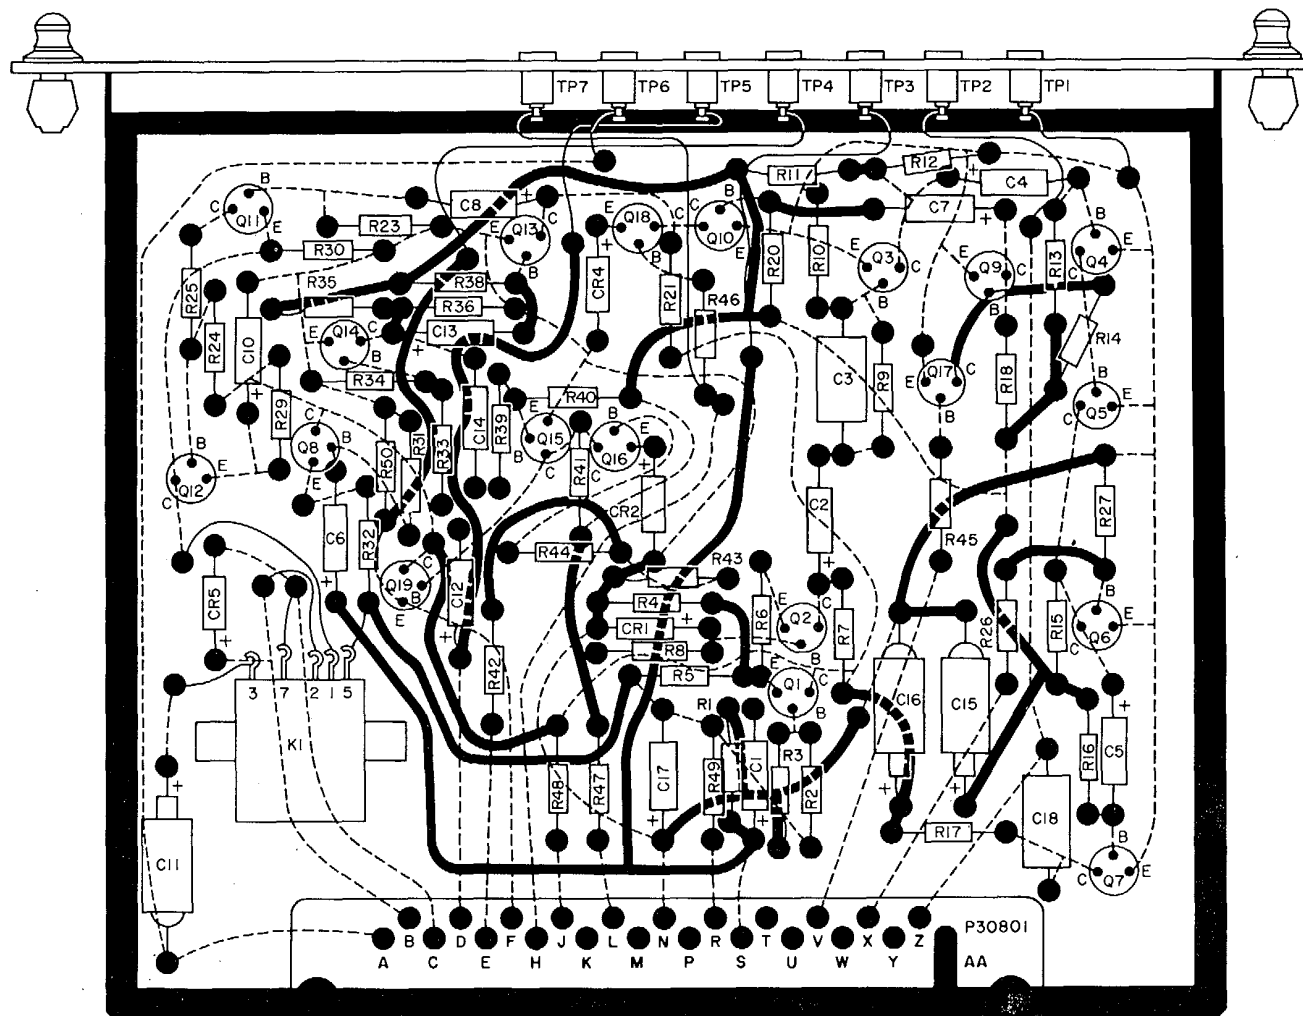 TP7 TP6 TP5 TP4 TP3 TP2 TP1
R12
R11
C4
B
Q11
C
E
C8
+
R23
R30
Q13
C
E
B
Q18
B
C
E
Q10
B
C
E
C7
+
+
R25
R24
R35
R38
R36
C13
+
CR4
+
R21
R46
R20
R10
Q3
E
C
B
Q9
E
C
B
R13
Q4
B
E
C
C10
+
Q14
E
C
B
R34
C3
R9
Q17
E
C
B
R18
R14
R29
C14
R39
R40
Q5
B
E
C
Q8
C
B
E
R50
R31
R33
Q15
E
B
C
R41
Q16
B
E
C
+
Q12
B
E
C
CR2
C2
+
R45
R27
C6
+
R32
R44
R43
CR5
+
Q19
C
B
E
C12
+
R4
CR1
R8
R5
R6
Q2
E
C
B
R7
R26
R15
Q6
B
E
C
R42
Q1
E
C
B
3 7 2 1 5
K1
R1
C16
+
C15
+
R16
C5
+
R48
R47
C17
+
R49
C1
+
R3
R2
C11
+
R17
C18
Q7
B
E
C
P30801
B D F J L N R T V X Z
A C E H K M P S U W Y AA